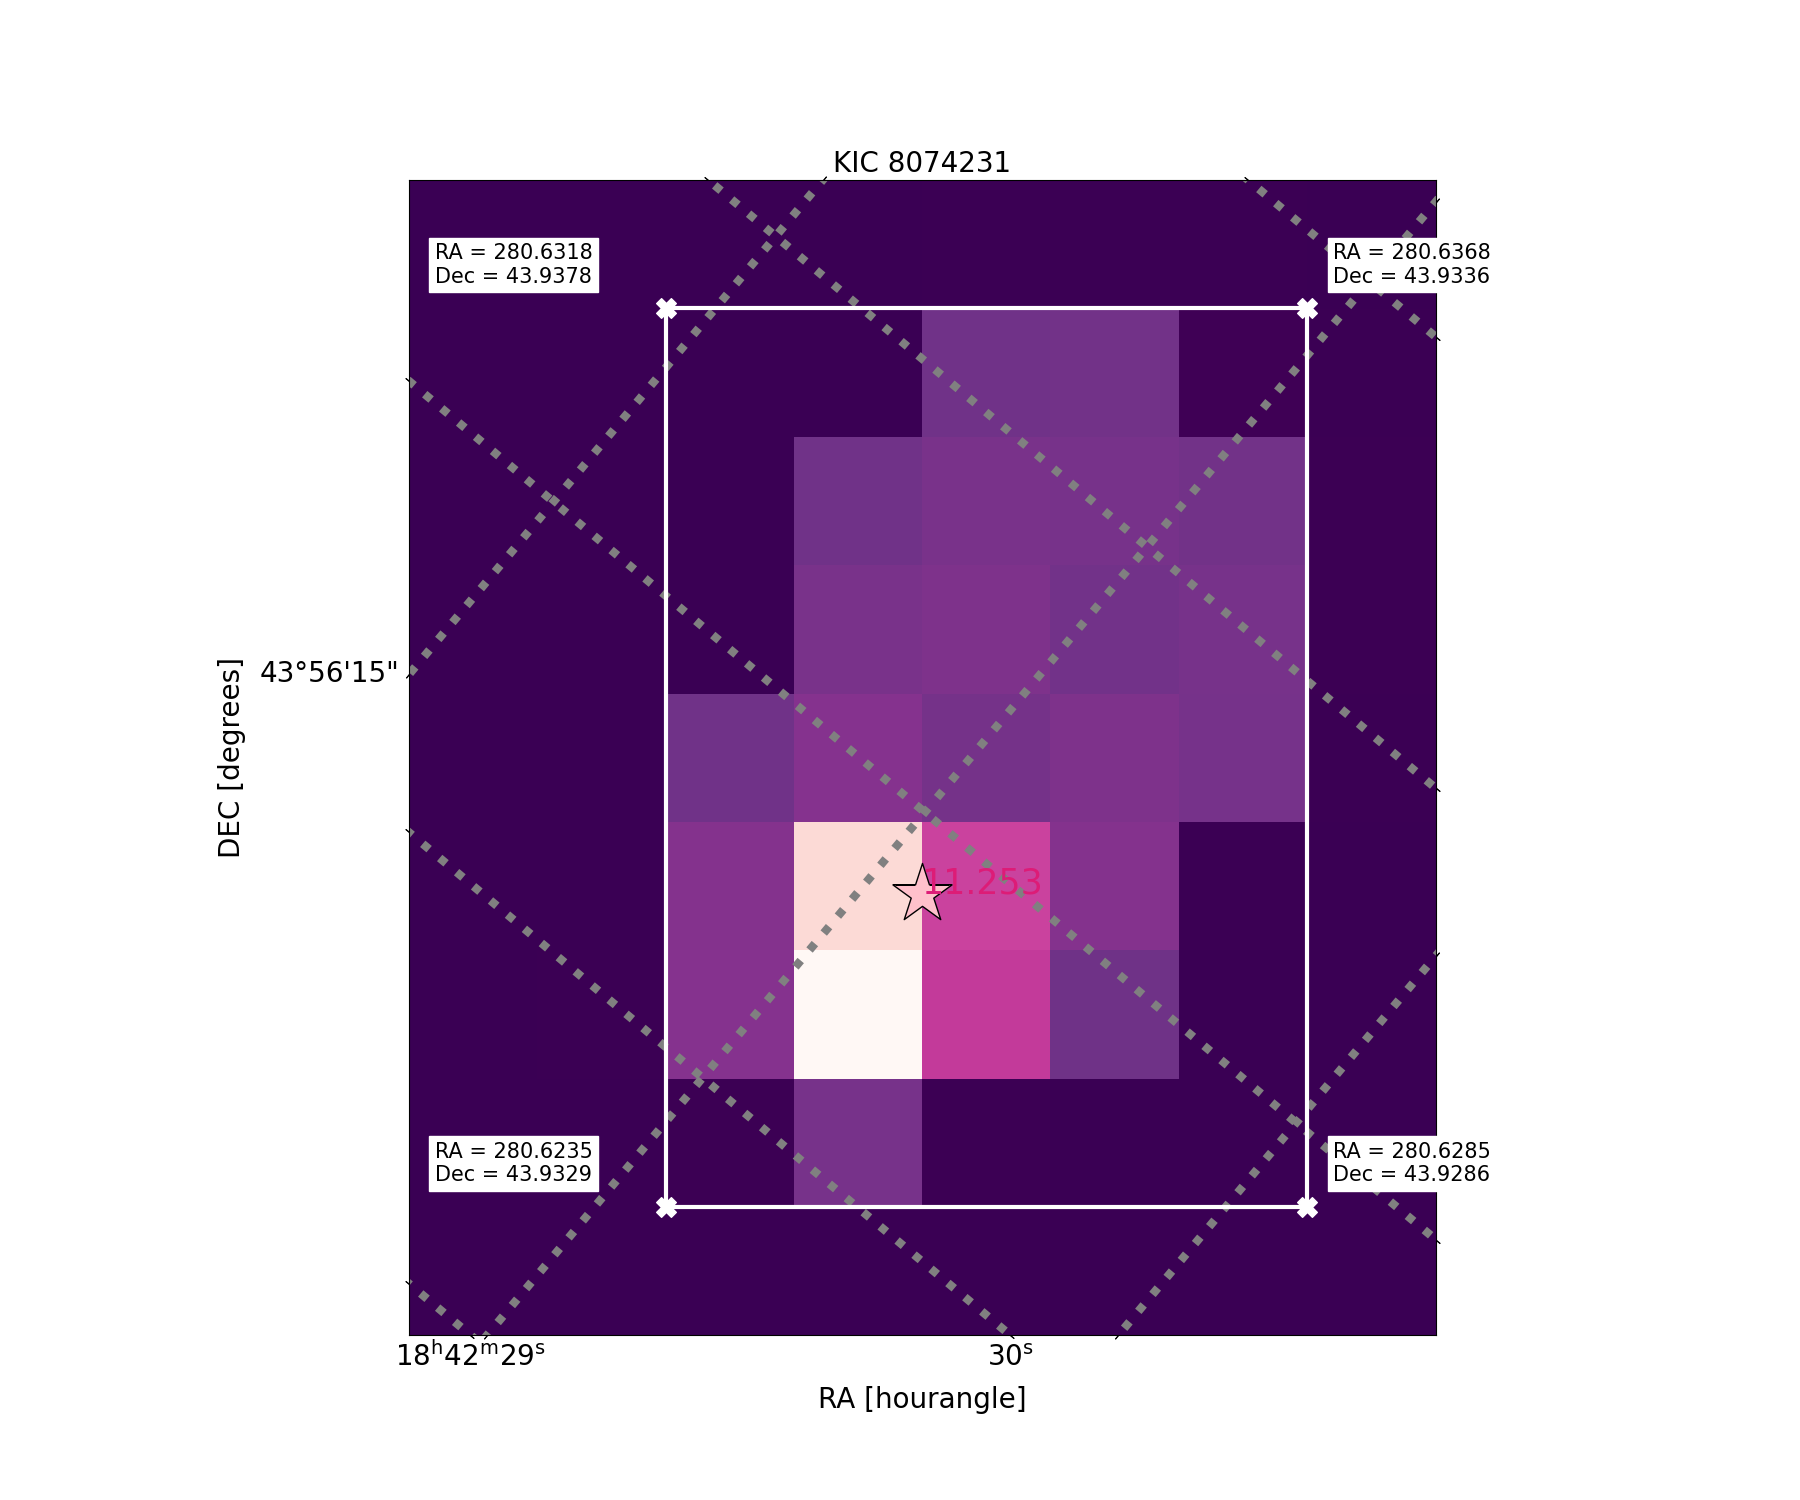 KIC 8074231
RA = 280.6318
Dec = 43.9378
RA = 280.6368
Dec = 43.9336
43°56'15"
DEC [degrees]
11.253
RA = 280.6235
Dec = 43.9329
RA = 280.6285
Dec = 43.9286
18ʰ42ᵐ29ˢ
30ˢ
RA [hourangle]